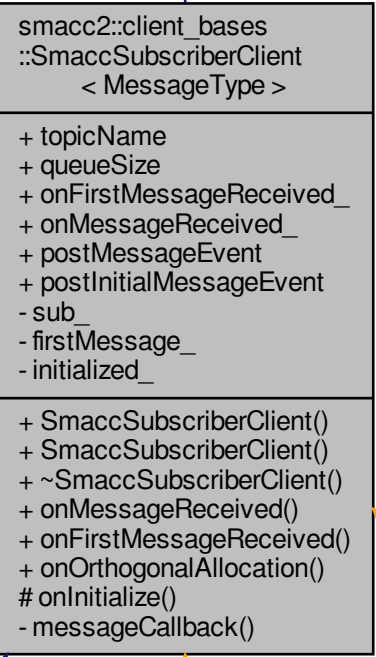 smacc2::client_bases
::SmaccSubscriberClient
< MessageType >
+ topicName
+ queueSize
+ onFirstMessageReceived_
+ onMessageReceived_
+ postMessageEvent
+ postInitialMessageEvent
- sub_
- firstMessage_
- initialized_
+ SmaccSubscriberClient()
+ SmaccSubscriberClient()
+ ~SmaccSubscriberClient()
+ onMessageReceived()
+ onFirstMessageReceived()
+ onOrthogonalAllocation()
# onInitialize()
- messageCallback()